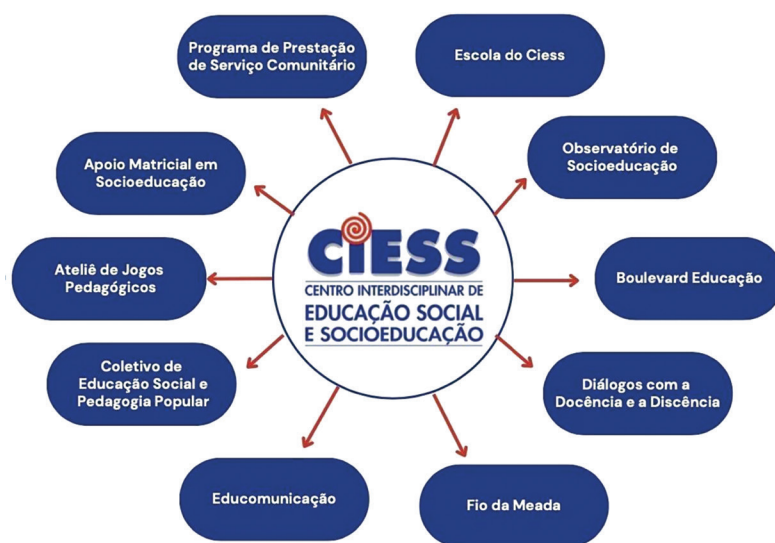 Programa de Prestação
de Serviço Comunitário
Escola do Ciess
Observatório de
Socioeducação
Boulevard Educação
Diálogos com a
Docência e a Discência
Fio da Meada
Educomunicação
Coletivo de
Educação Social e
Pedagogia Popular
Ateliê de Jogos
Pedagógicos
Apoio Matricial em
Socioeducação
CiESS
CENTRO INTERDISCIPLINAR DE
EDUCAÇÃO SOCIAL
E SOCIOEDUCAÇÃO